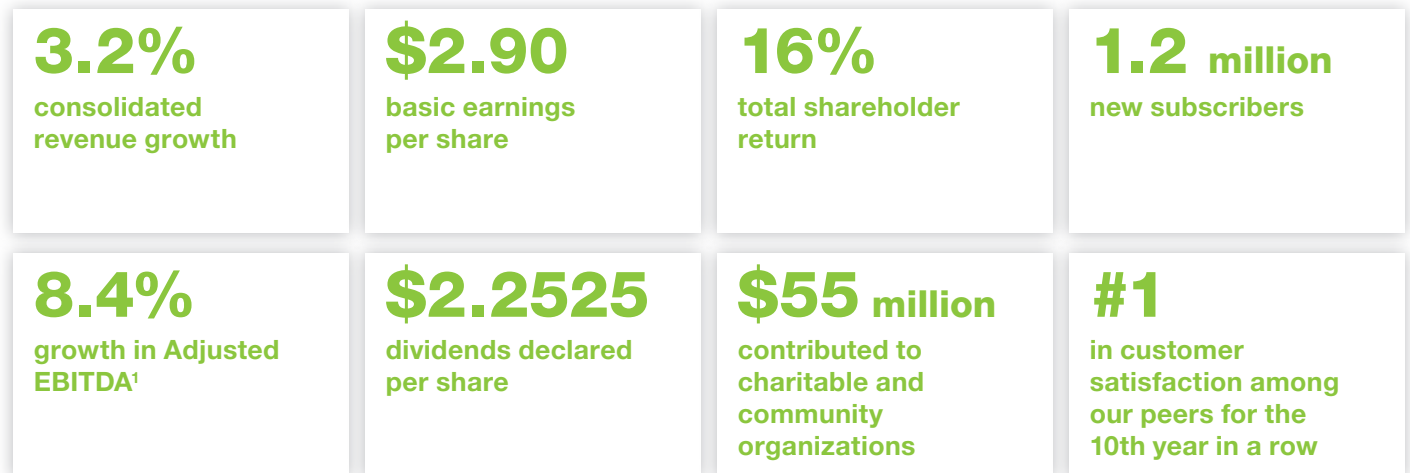 3.2%
consolidated
revenue growth
$2.90
basic earnings
per share
16%
total shareholder
return
1.2 million
new subscribers
8.4%
growth in Adjusted
EBITDA¹
$2.2525
dividends declared
per share
$55 million
contributed to
charitable and
community
organizations
#1
in customer
satisfaction among
our peers for the
10th year in a row